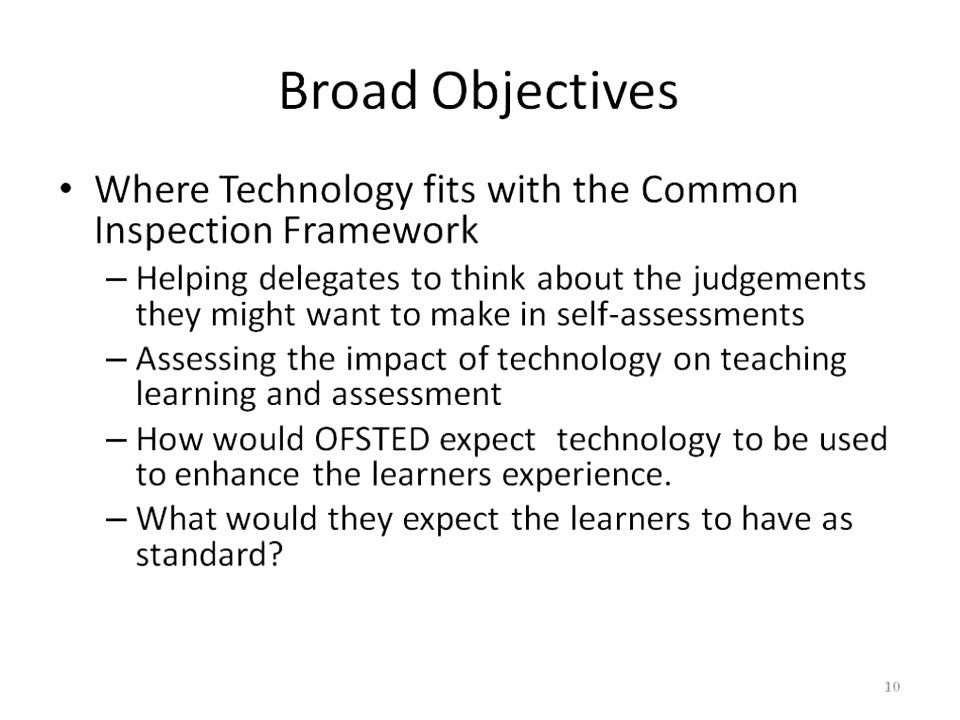 Broad Objectives
• Where Technology fits with the Common
Inspection Framework
– Helping delegates to think about the judgements
they might want to make in self-assessments
– Assessing the impact of technology on teaching
learning and assessment
– How would OFSTED expect  technology to be used
to enhance the learners experience.
– What would they expect the learners to have as
standard?
10